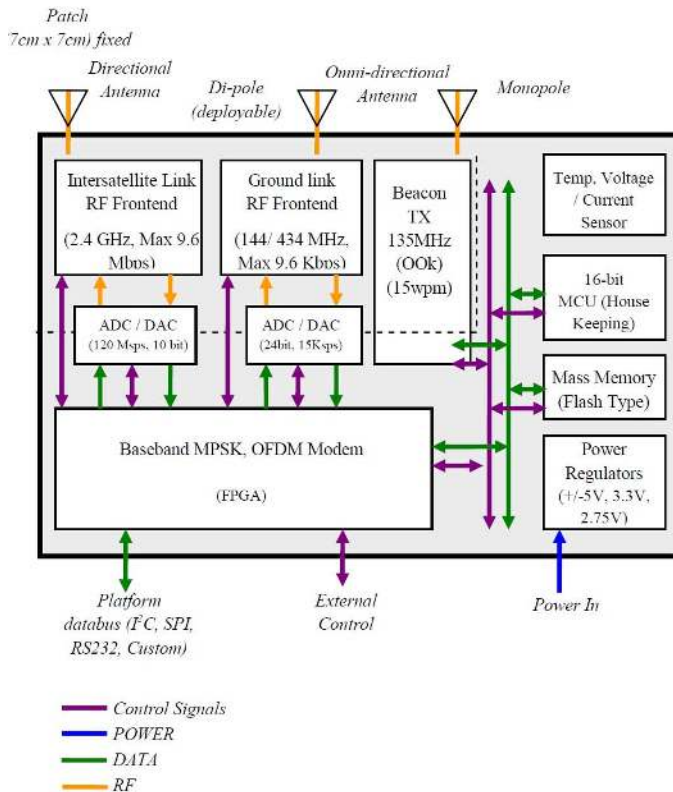 Patch
7cm x 7cm) fixed
Directional
Antenna
Di-pole
(deployable)
Omni-directional
Antenna
Monopole
Intersatellite Link
RF Frontend
(2.4 GHz, Max 9.6
Mbps)
Ground link
RF Frontend
(144/ 434 MHz,
Max 9.6 Kbps)
Beacon
TX
135MHz
(OOk)
(15wpm)
Temp, Voltage
/ Current
Sensor
16-bit
MCU (House
Keeping)
ADC / DAC
(120 Msps, 10 bit)
ADC / DAC
(24bit, 15Ksps)
Mass Memory
(Flash Type)
Baseband MPSK, OFDM Modem
(FPGA)
Power
Regulators
(+/-5V, 3.3V,
2.75V)
Platform
databus (I²C, SPI,
RS232, Custom)
External
Control
Power In
Control Signals
POWER
DATA
RF